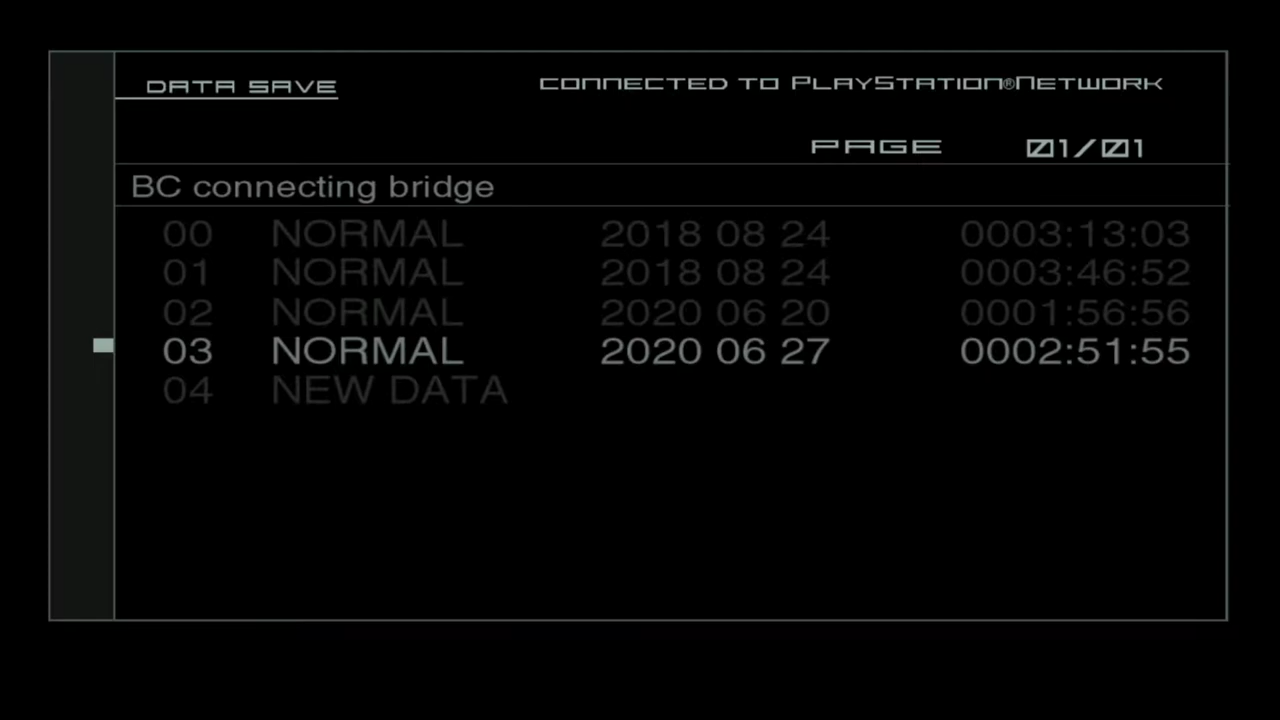 DATA SAVE
CONNECTED TO PLAYSTATION®NETWORK
PAGE 01/01
BC connecting bridge
00 NORMAL 2018 08 24 0003:13:03
01 NORMAL 2018 08 24 0003:46:52
02 NORMAL 2020 06 20 0001:56:56
03 NORMAL 2020 06 27 0002:51:55
04 NEW DATA